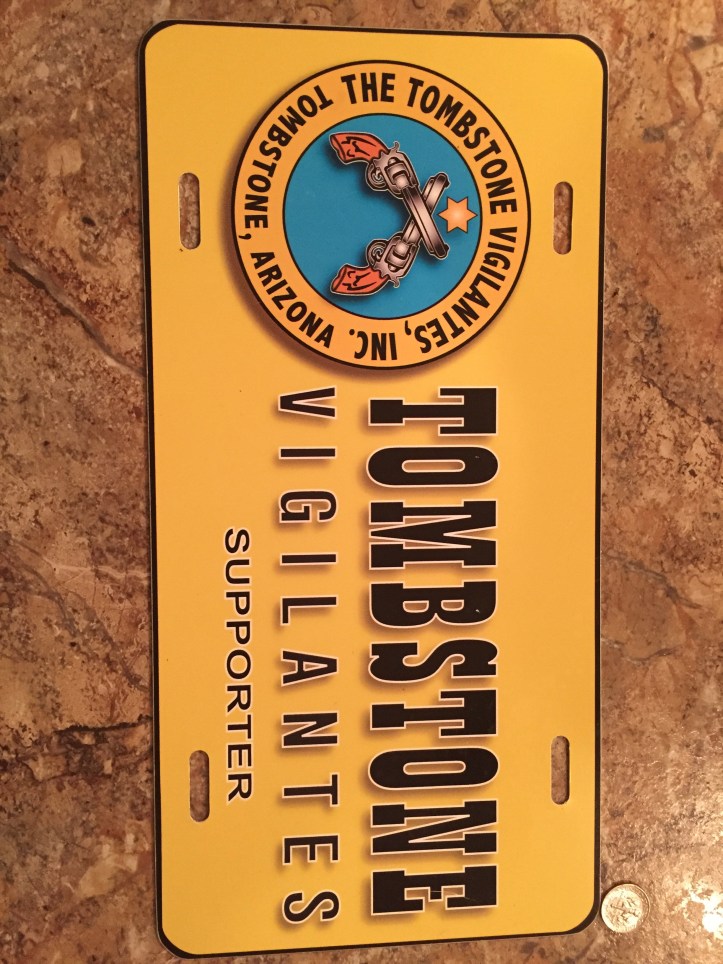 THE TOMBSTONE VIGILANTES, INC.
TOMBSTONE, ARIZONA
TOMBSTONE
VIGILANTES
SUPPORTER